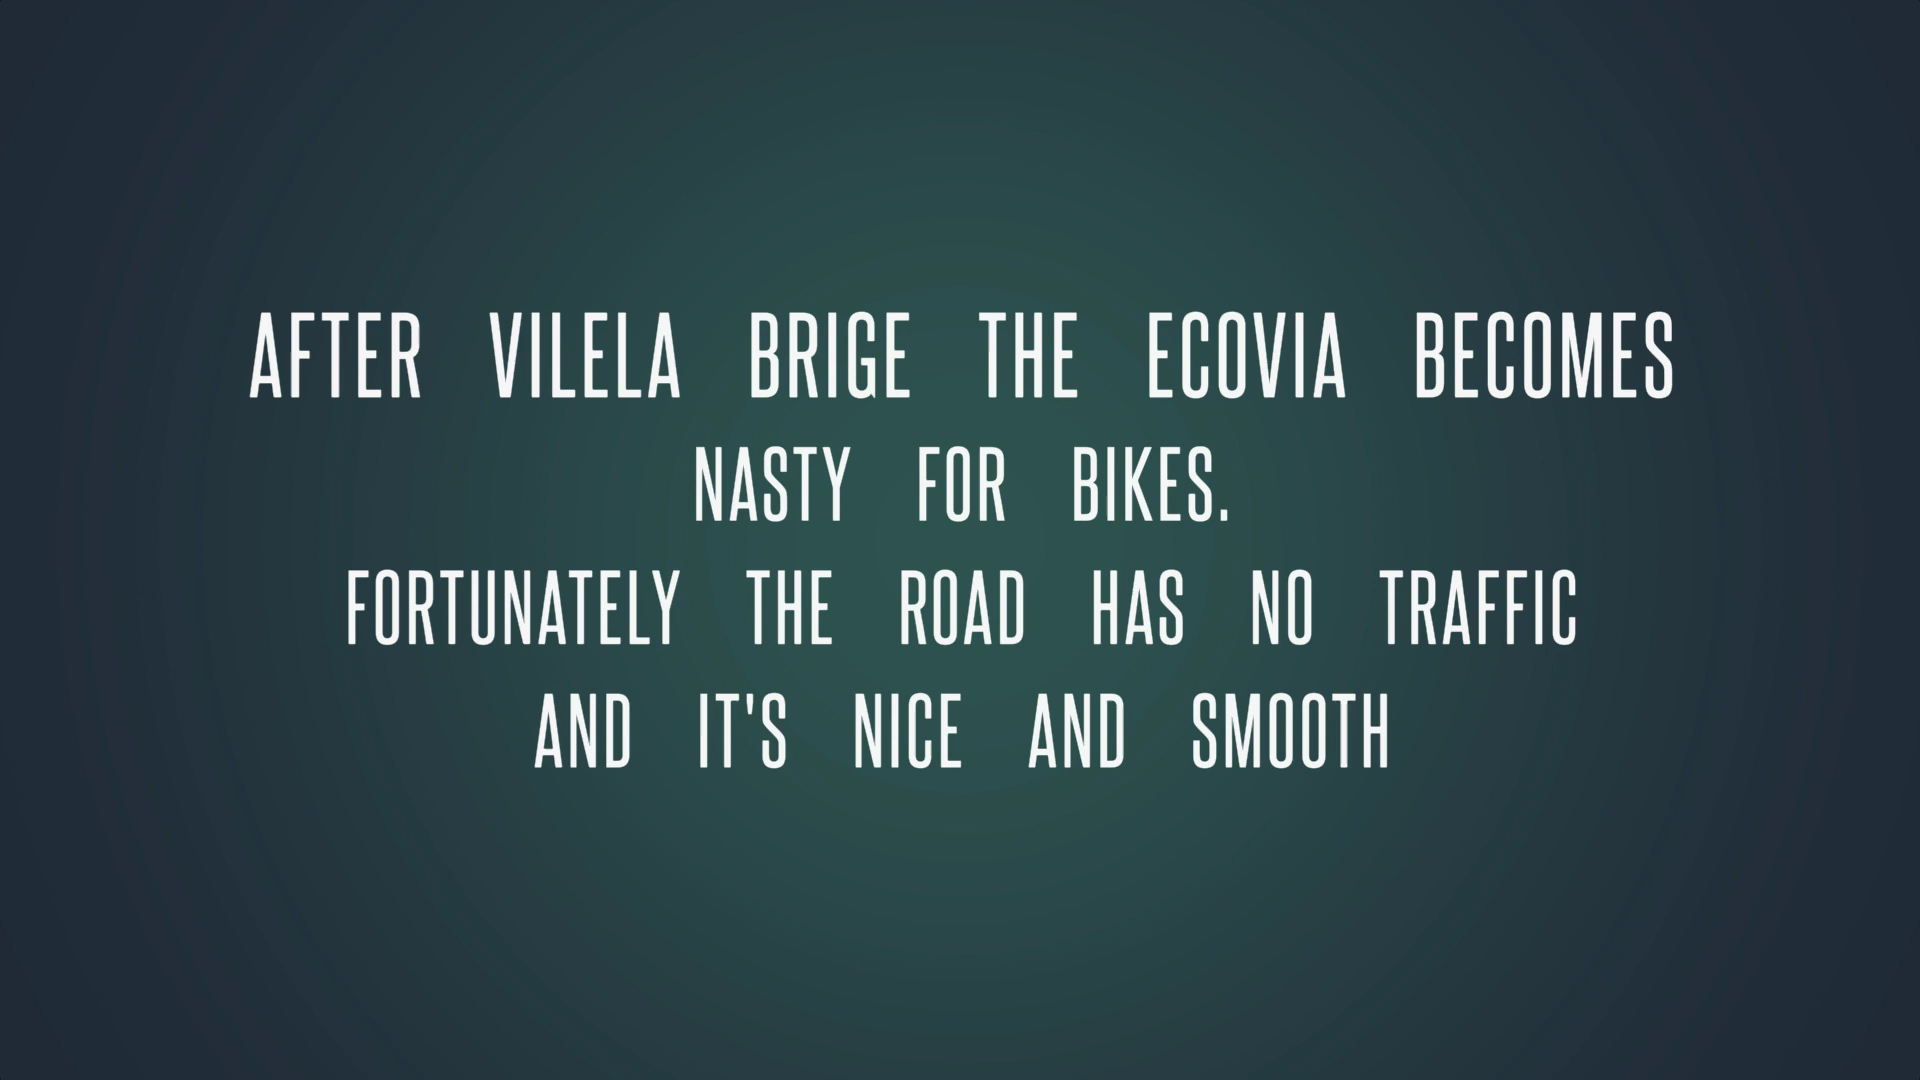 AFTER VILELA BRIGE THE ECOVIA BECOMES
NASTY FOR BIKES.
FORTUNATELY THE ROAD HAS NO TRAFFIC
AND IT'S NICE AND SMOOTH